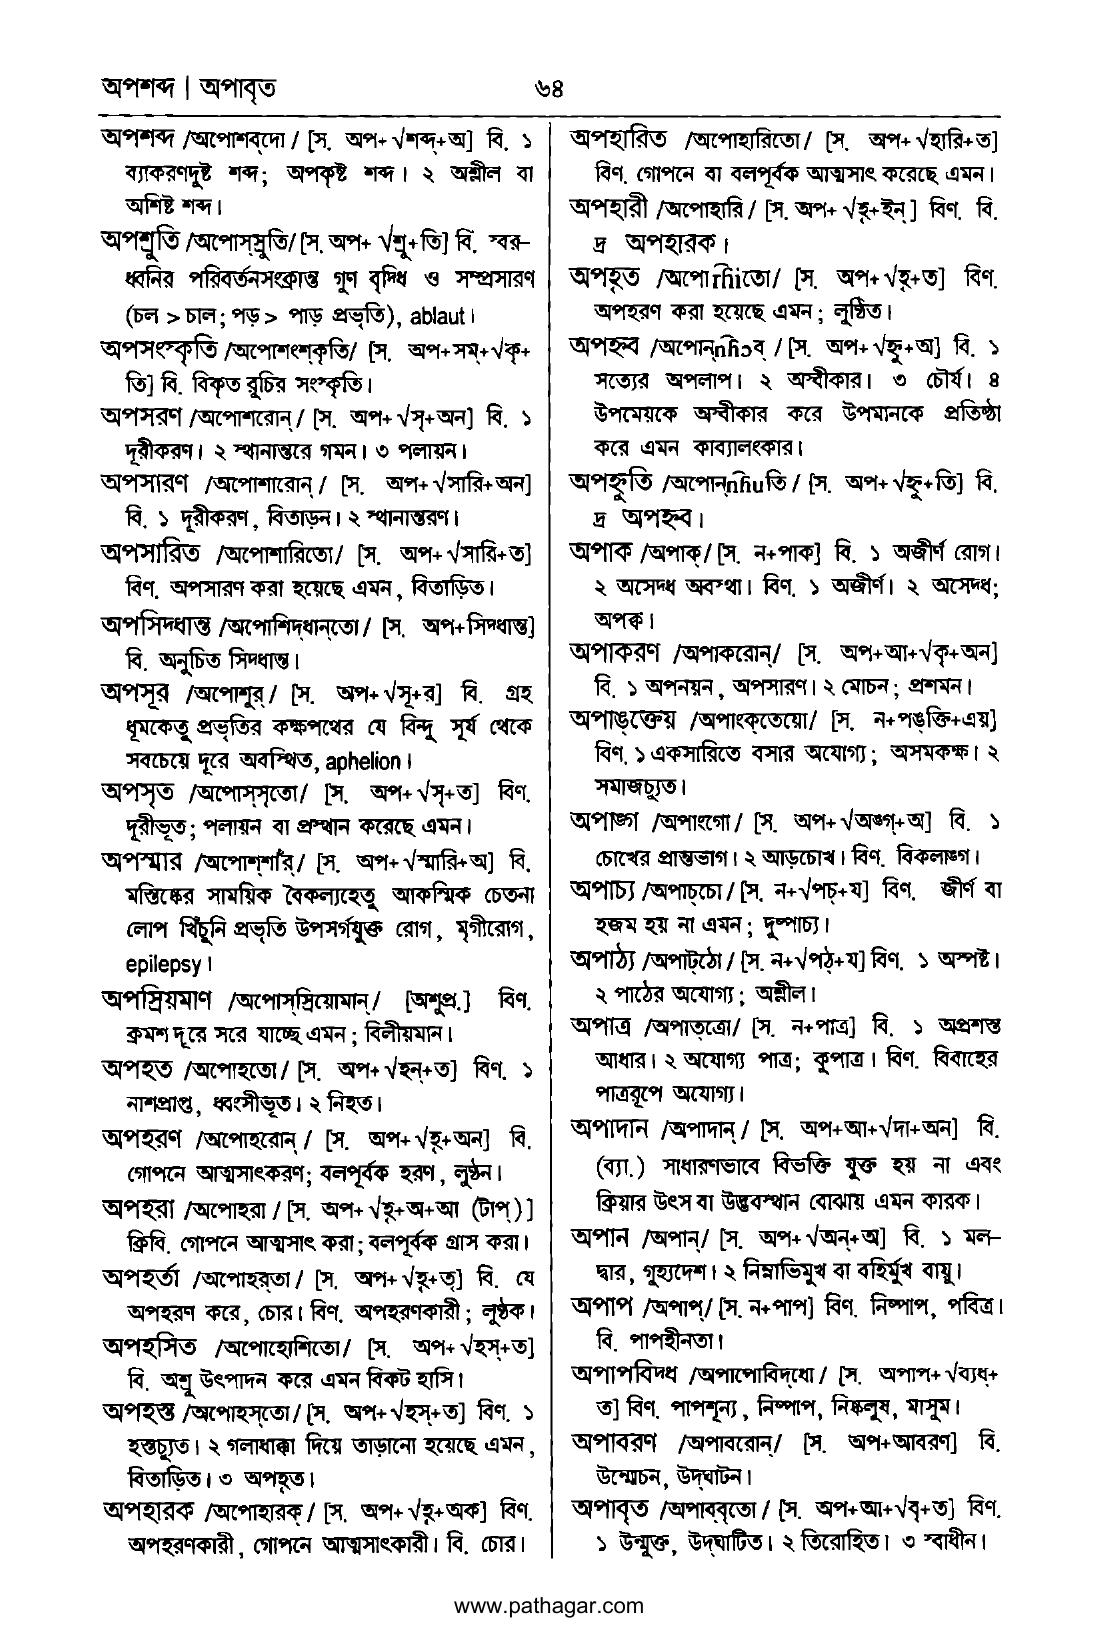 অপশব্দ | অপাবৃত
৬৪
অপশব্দ /অপোশব্‌দো/ [স. অপ+√শব্দ+অ] বি. ১
ব্যাকরণদুষ্ট শব্দ; অপকৃষ্ট শব্দ। ২ অশ্লীল বা
অশিষ্ট শব্দ।
অপশ্রুতি /অপোস্‌স্রুতি/ [স. অপ+ √শ্রু+তি] বি. স্বর-
ধ্বনির পরিবর্তনসংক্রান্ত গুণ বৃদ্ধি ও সম্প্রসারণ
(চল > চাল; পড় > পাড় প্রভৃতি), ablaut।
অপসংস্কৃতি /অপোশংশ্‌কৃতি/ [স. অপ+সম্+√কৃ+
তি] বি. বিকৃত রুচির সংস্কৃতি।
অপসরণ /অপোশরোন্/ [স. অপ+√সৃ+অন] বি. ১
দূরীকরণ। ২ স্থানান্তরে গমন। ৩ পলায়ন।
অপসারণ /অপোশারোন্/ [স. অপ+√সারি+অন]
বি. ১ দূরীকরণ, বিতাড়ন। ২ স্থানান্তরণ।
অপসারিত /অপোশারিতো/ [স. অপ+√সারি+ত]
বিণ. অপসারণ করা হয়েছে এমন, বিতাড়িত।
অপসিদ্ধান্ত /অপোশিদ্‌ধান্‌তো/ [স. অপ+সিদ্ধান্ত]
বি. অনুচিত সিদ্ধান্ত।
অপসূর /অপোশুর্/ [স. অপ+√সূ+র] বি. গ্রহ
ধূমকেতু প্রভৃতির কক্ষপথের যে বিন্দু সূর্য থেকে
সবচেয়ে দূরে অবস্থিত, aphelion।
অপসৃত /অপোস্‌সৃতো/ [স. অপ+√সৃ+ত] বিণ.
দূরীভূত; পলায়ন বা প্রস্থান করেছে এমন।
অপস্মার /অপোশ্‌শাঁর্/ [স. অপ+√স্মারি+অ] বি.
মস্তিষ্কের সাময়িক বৈকল্যহেতু আকস্মিক চেতনা
লোপ খিঁচুনি প্রভৃতি উপসর্গযুক্ত রোগ, মৃগীরোগ,
epilepsy।
অপস্রিয়মাণ /অপোস্‌স্রিয়োমান্/ [অশুপ্র.] বিণ.
ক্রমশ দূরে সরে যাচ্ছে এমন; বিলীয়মান।
অপহত /অপোহতো/ [স. অপ+√হন্+ত] বিণ. ১
নাশপ্রাপ্ত, ধ্বংসীভূত। ২ নিহত।
অপহরণ /অপোহরোন্/ [স. অপ+√হৃ+অন] বি.
গোপনে আত্মসাৎকরণ; বলপূর্বক হরণ, লুণ্ঠন।
অপহরা /অপোহরা/ [স. অপ+√হৃ+অ+আ (টাপ্)]
ক্রিবি. গোপনে আত্মসাৎ করা; বলপূর্বক গ্রাস করা।
অপহর্তা /অপোহর্‌তা/ [স. অপ+√হৃ+তৃ] বি. যে
অপহরণ করে, চোর। বিণ. অপহরণকারী; লুণ্ঠক।
অপহসিত /অপোহোশিতো/ [স. অপ+√হস্+ত]
বি. অশ্রু উৎপাদন করে এমন বিকট হাসি।
অপহস্ত /অপোহস্‌তো/ [স. অপ+√হস্+ত] বিণ. ১
হস্তচ্যুত। ২ গলাধাক্কা দিয়ে তাড়ানো হয়েছে এমন,
বিতাড়িত। ৩ অপহৃত।
অপহারক /অপোহারক্/ [স. অপ+√হৃ+অক] বিণ.
অপহরণকারী, গোপনে আত্মসাৎকারী। বি. চোর।
অপহারিত /অপোহারিতো/ [স. অপ+√হারি+ত]
বিণ. গোপনে বা বলপূর্বক আত্মসাৎ করেছে এমন।
অপহারী /অপোহারি/ [স. অপ+ √হৃ+ইন্] বিণ. বি.
দ্র অপহারক।
অপহৃত /অপোrɦiতো/ [স. অপ+√হৃ+ত] বিণ.
অপহরণ করা হয়েছে এমন; লুণ্ঠিত।
অপহ্নব /অপোন্‌nɦɔব্/ [স. অপ+√হ্নু+অ] বি. ১
সত্যের অপলাপ। ২ অস্বীকার। ৩ চৌর্য। ৪
উপমেয়কে অস্বীকার করে উপমানকে প্রতিষ্ঠা
করে এমন কাব্যালংকার।
অপহ্নুতি /অপোন্‌nɦuতি/ [স. অপ+√হ্নু+তি] বি.
দ্র অপহ্নব।
অপাক /অপাক্/ [স. ন+পাক] বি. ১ অজীর্ণ রোগ।
২ অসেদ্ধ অবস্থা। বিণ. ১ অজীর্ণ। ২ অসেদ্ধ;
অপক্ব।
অপাকরণ /অপাকরোন্/ [স. অপ+আ+√কৃ+অন]
বি. ১ অপনয়ন, অপসারণ। ২ মোচন; প্রশমন।
অপাঙ্‌ক্তেয় /অপাংক্‌তেয়ো/ [স. ন+পঙ্‌ক্তি+এয়]
বিণ. ১ একসারিতে বসার অযোগ্য; অসমকক্ষ। ২
সমাজচ্যুত।
অপাঙ্গ /অপাংগো/ [স. অপ+√অঙ্গ্+অ] বি. ১
চোখের প্রান্তভাগ। ২ আড়চোখ। বিণ. বিকলাঙ্গ।
অপাচ্য /অপাচ্‌চো/ [স. ন+√পচ্+য] বিণ. জীর্ণ বা
হজম হয় না এমন; দুষ্পাচ্য।
অপাঠ্য /অপাট্‌ঠো/ [স. ন+√পঠ্+য] বিণ. ১ অস্পষ্ট।
২ পাঠের অযোগ্য; অশ্লীল।
অপাত্র /অপাত্‌ত্রো/ [স. ন+পাত্র] বি. ১ অপ্রশস্ত
আধার। ২ অযোগ্য পাত্র; কুপাত্র। বিণ. বিবাহের
পাত্ররূপে অযোগ্য।
অপাদান /অপাদান্/ [স. অপ+আ+√দা+অন] বি.
(ব্যা.) সাধারণভাবে বিভক্তি যুক্ত হয় না এবং
ক্রিয়ার উৎস বা উদ্ভবস্থান বোঝায় এমন কারক।
অপান /অপান্/ [স. অপ+√অন্+অ] বি. ১ মল-
দ্বার, গুহ্যদেশ। ২ নিম্নাভিমুখ বা বহির্মুখ বায়ু।
অপাপ /অপাপ্/ [স. ন+পাপ] বিণ. নিষ্পাপ, পবিত্র।
বি. পাপহীনতা।
অপাপবিদ্ধ /অপাপোবিদ্‌ধো/ [স. অপাপ+√ব্যধ্+
ত] বিণ. পাপশূন্য, নিষ্পাপ, নিষ্কলুষ, মাসুম।
অপাবরণ /অপাবরোন্/ [স. অপ+আবরণ] বি.
উন্মোচন, উদ্‌ঘাটন।
অপাবৃত /অপাব্‌বৃতো/ [স. অপ+আ+√বৃ+ত] বিণ.
১ উন্মুক্ত, উদ্‌ঘাটিত। ২ তিরোহিত। ৩ স্বাধীন।
www.pathagar.com